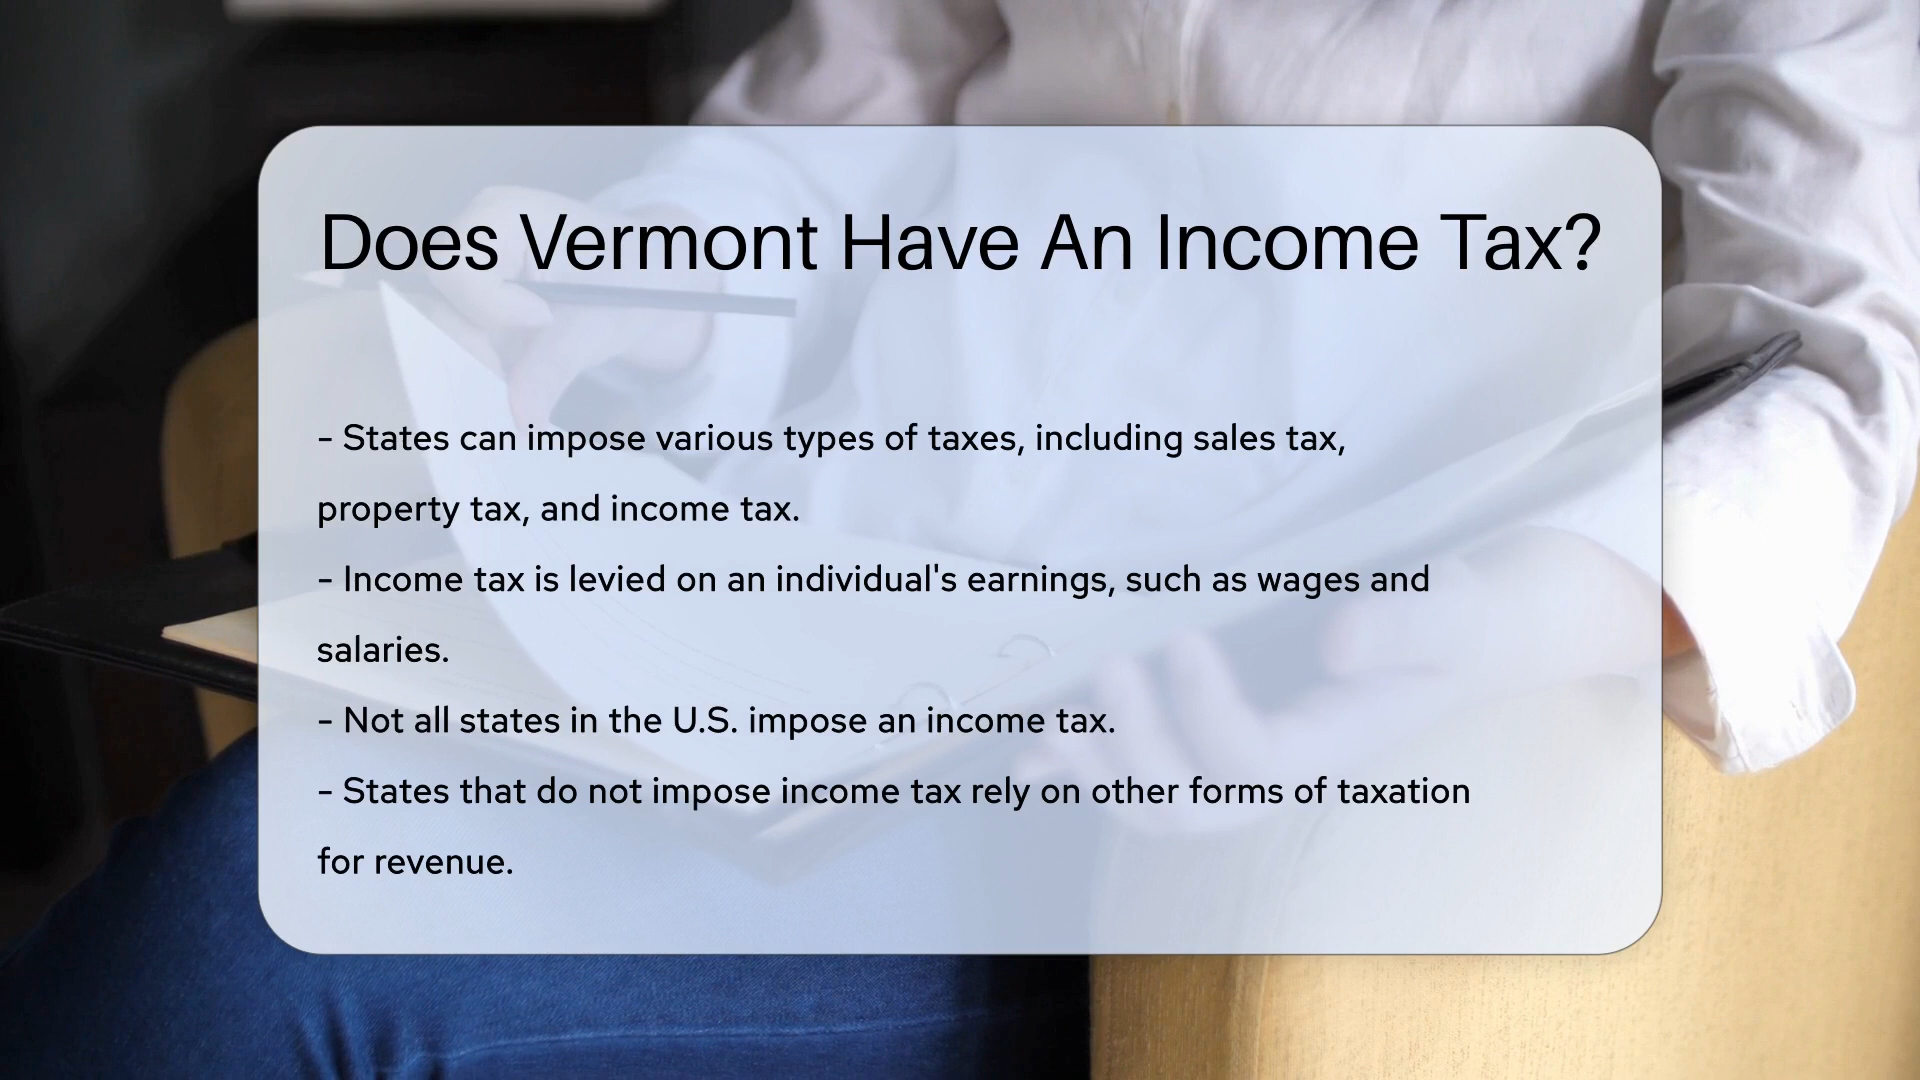 Does Vermont Have An Income Tax?
- States can impose various types of taxes, including sales tax,
property tax, and income tax.
- Income tax is levied on an individual's earnings, such as wages and
salaries.
- Not all states in the U.S. impose an income tax.
- States that do not impose income tax rely on other forms of taxation
for revenue.